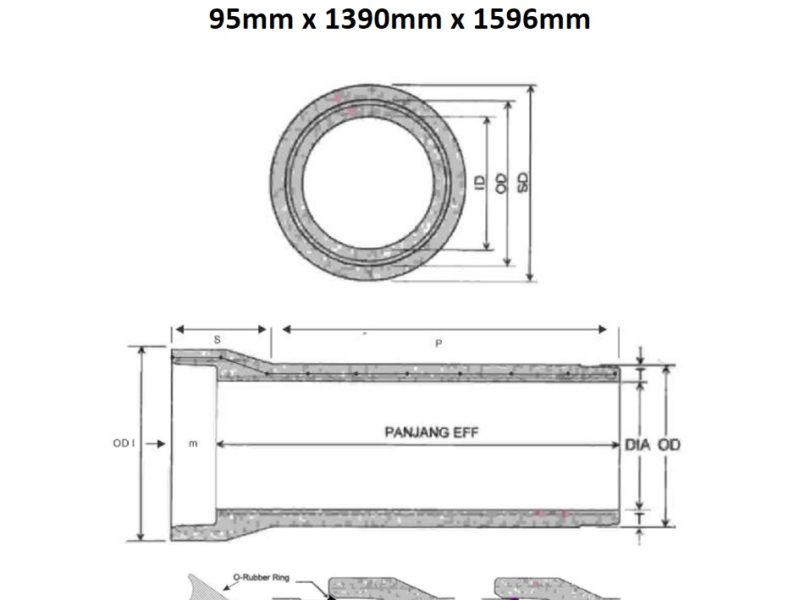 95mm x 1390mm x 1596mm
ID
OD
SD
S
P
OD I
m
PANJANG EFF
DIA
OD
T
T
O-Rubber Ring